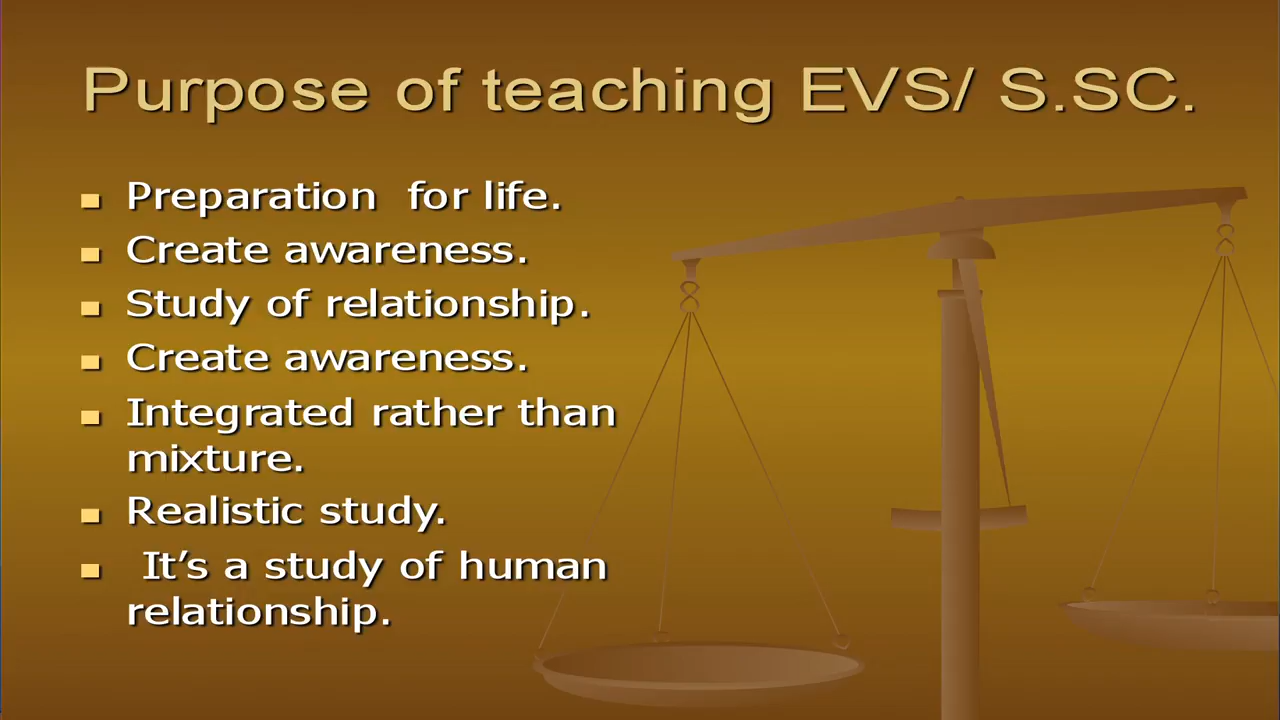 Purpose of teaching EVS/ S.SC.
Preparation for life.
Create awareness.
Study of relationship.
Create awareness.
Integrated rather than
mixture.
Realistic study.
It’s a study of human
relationship.